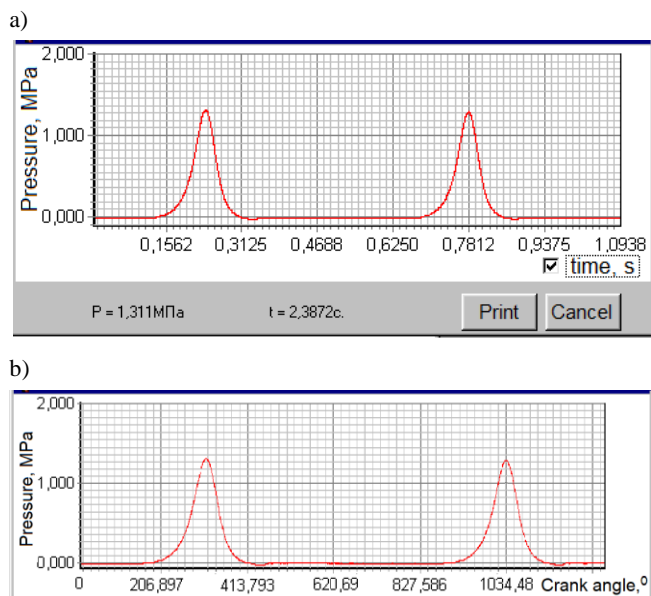 a)
2,000
1,000
0,000
Pressure, MPa
0,1562 0,3125 0,4688 0,6250 0,7812 0,9375 1,0938
time, s
P = 1,311МПа t = 2,3872с. Print Cancel
b)
2,000
1,000
0,000
Pressure, MPa
0 206,897 413,793 620,69 827,586 1034,48 Crank angle,⁰